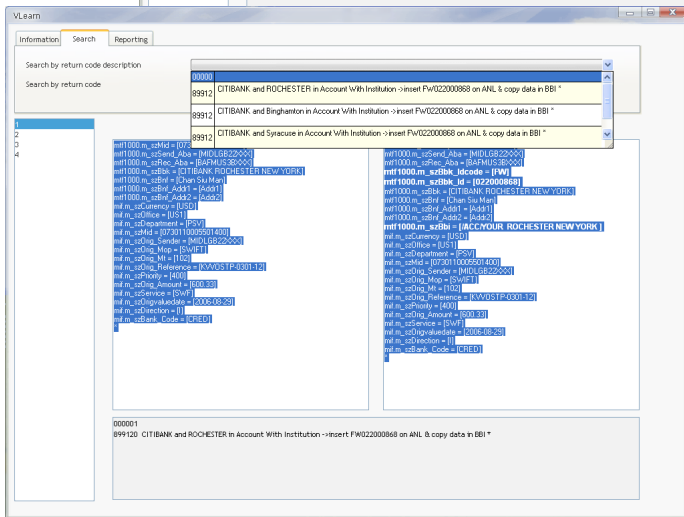 VLearn
Information Search Reporting
Search by return code description
Search by return code
00000
89912 CITIBANK and ROCHESTER in Account With Institution ->insert FW022000868 on ANL & copy data in BBI *
89912 CITIBANK and Binghamton in Account With Institution ->insert FW022000868 on ANL & copy data in BBI *
89912 CITIBANK and Syracuse in Account With Institution ->insert FW022000868 on ANL & copy data in BBI *
1
2
3
4
mtf1000.m_szMid = [073
mtf1000.m_szSend_Aba = [MIDLGB22XXX]
mtf1000.m_szRec_Aba = [BAFMUS3BXXX]
mtf1000.m_szBbk = [CITIBANK ROCHESTER NEW YORK]
mtf1000.m_szBnf = [Chan Siu Man]
mtf1000.m_szBnf_Addr1 = [Addr1]
mtf1000.m_szBnf_Addr2 = [Addr2]
mif.m_szCurrency = [USD]
mif.m_szOffice = [US1]
mif.m_szDepartment = [PSV]
mif.m_szMid = [0730110005501400]
mif.m_szOrig_Sender = [MIDLGB22XXX]
mif.m_szOrig_Mop = [SWIFT]
mif.m_szOrig_Mt = [102]
mif.m_szOrig_Reference = [KVVOSTP-0301-12]
mif.m_szPriority = [400]
mif.m_szOrig_Amount = [600.33]
mif.m_szService = [SWF]
mif.m_szOrigvaluedate = [2006-08-29]
mif.m_szDirection = [I]
mif.m_szBank_Code = [CRED]
*
mtf1000.m_szSend_Aba = [MIDLGB22XXX]
mtf1000.m_szRec_Aba = [BAFMUS3BXXX]
mtf1000.m_szBbk_Idcode = [FW]
mtf1000.m_szBbk_Id = [022000868]
mtf1000.m_szBbk = [CITIBANK ROCHESTER NEW YORK]
mtf1000.m_szBnf = [Chan Siu Man]
mtf1000.m_szBnf_Addr1 = [Addr1]
mtf1000.m_szBnf_Addr2 = [Addr2]
mtf1000.m_szBbi = [/ACC/YOUR ROCHESTER NEW YORK ]
mif.m_szCurrency = [USD]
mif.m_szOffice = [US1]
mif.m_szDepartment = [PSV]
mif.m_szMid = [0730110005501400]
mif.m_szOrig_Sender = [MIDLGB22XXX]
mif.m_szOrig_Mop = [SWIFT]
mif.m_szOrig_Mt = [102]
mif.m_szOrig_Reference = [KVVOSTP-0301-12]
mif.m_szPriority = [400]
mif.m_szOrig_Amount = [600.33]
mif.m_szService = [SWF]
mif.m_szOrigvaluedate = [2006-08-29]
mif.m_szDirection = [I]
mif.m_szBank_Code = [CRED]
*
000001
899120 CITIBANK and ROCHESTER in Account With Institution ->insert FW022000868 on ANL & copy data in BBI *